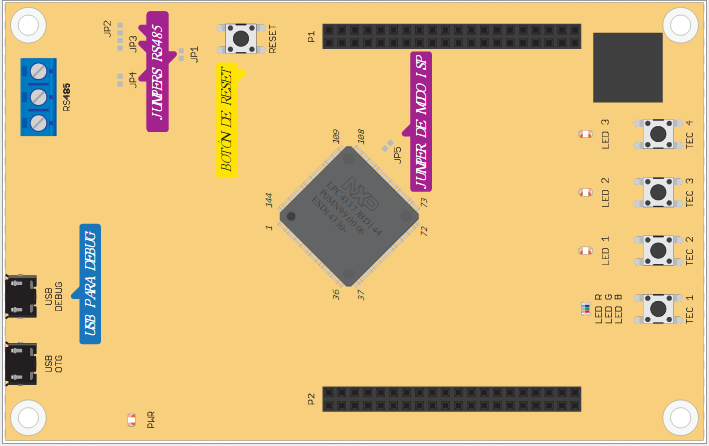 JP2
JP3
JP4
JP1
JUMPERS RS485
RESET
BOTÓN DE RESET
P1
RS485
JUMPER DE MODO ISP
JP5
109
108
144
1
73
72
36
37
NXP
LED 3
TEC 4
LED 2
TEC 3
LED 1
TEC 2
LED R
LED G
LED B
TEC 1
USB PARA DEBUG
USB
DEBUG
USB
OTG
PWR
P2